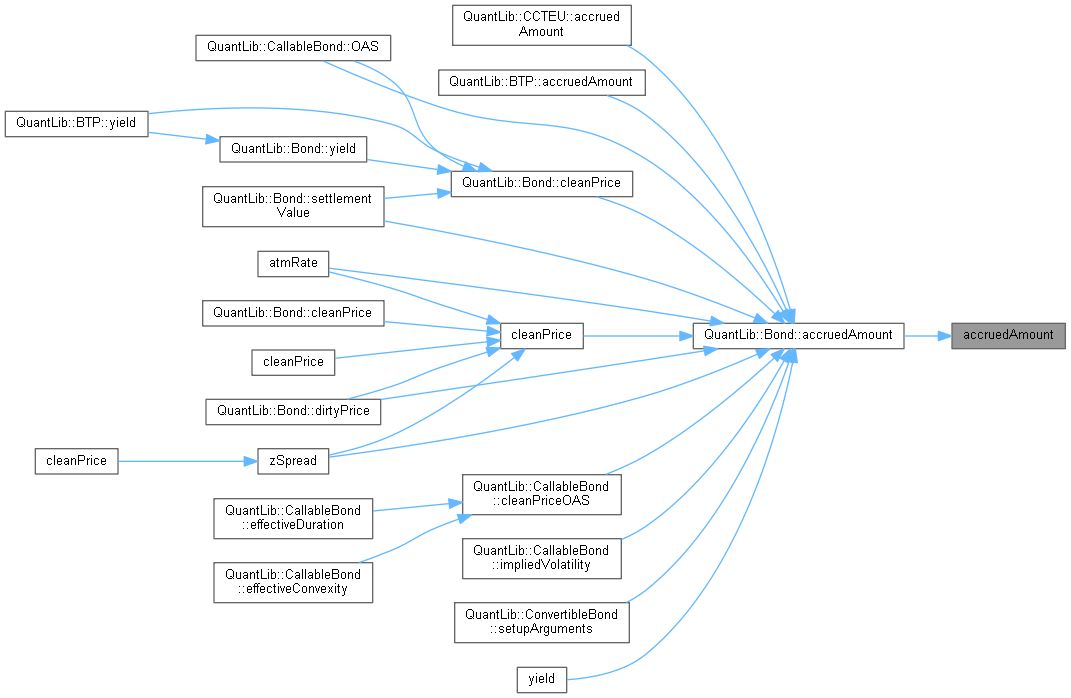 QuantLib::CCTEU::accrued
Amount
QuantLib::CallableBond::OAS
QuantLib::BTP::accruedAmount
QuantLib::BTP::yield
QuantLib::Bond::yield
QuantLib::Bond::cleanPrice
QuantLib::Bond::settlement
Value
atmRate
QuantLib::Bond::cleanPrice
cleanPrice
QuantLib::Bond::accruedAmount
accruedAmount
cleanPrice
QuantLib::Bond::dirtyPrice
cleanPrice
zSpread
QuantLib::CallableBond
::cleanPriceOAS
QuantLib::CallableBond
::effectiveDuration
QuantLib::CallableBond
::impliedVolatility
QuantLib::CallableBond
::effectiveConvexity
QuantLib::ConvertibleBond
::setupArguments
yield